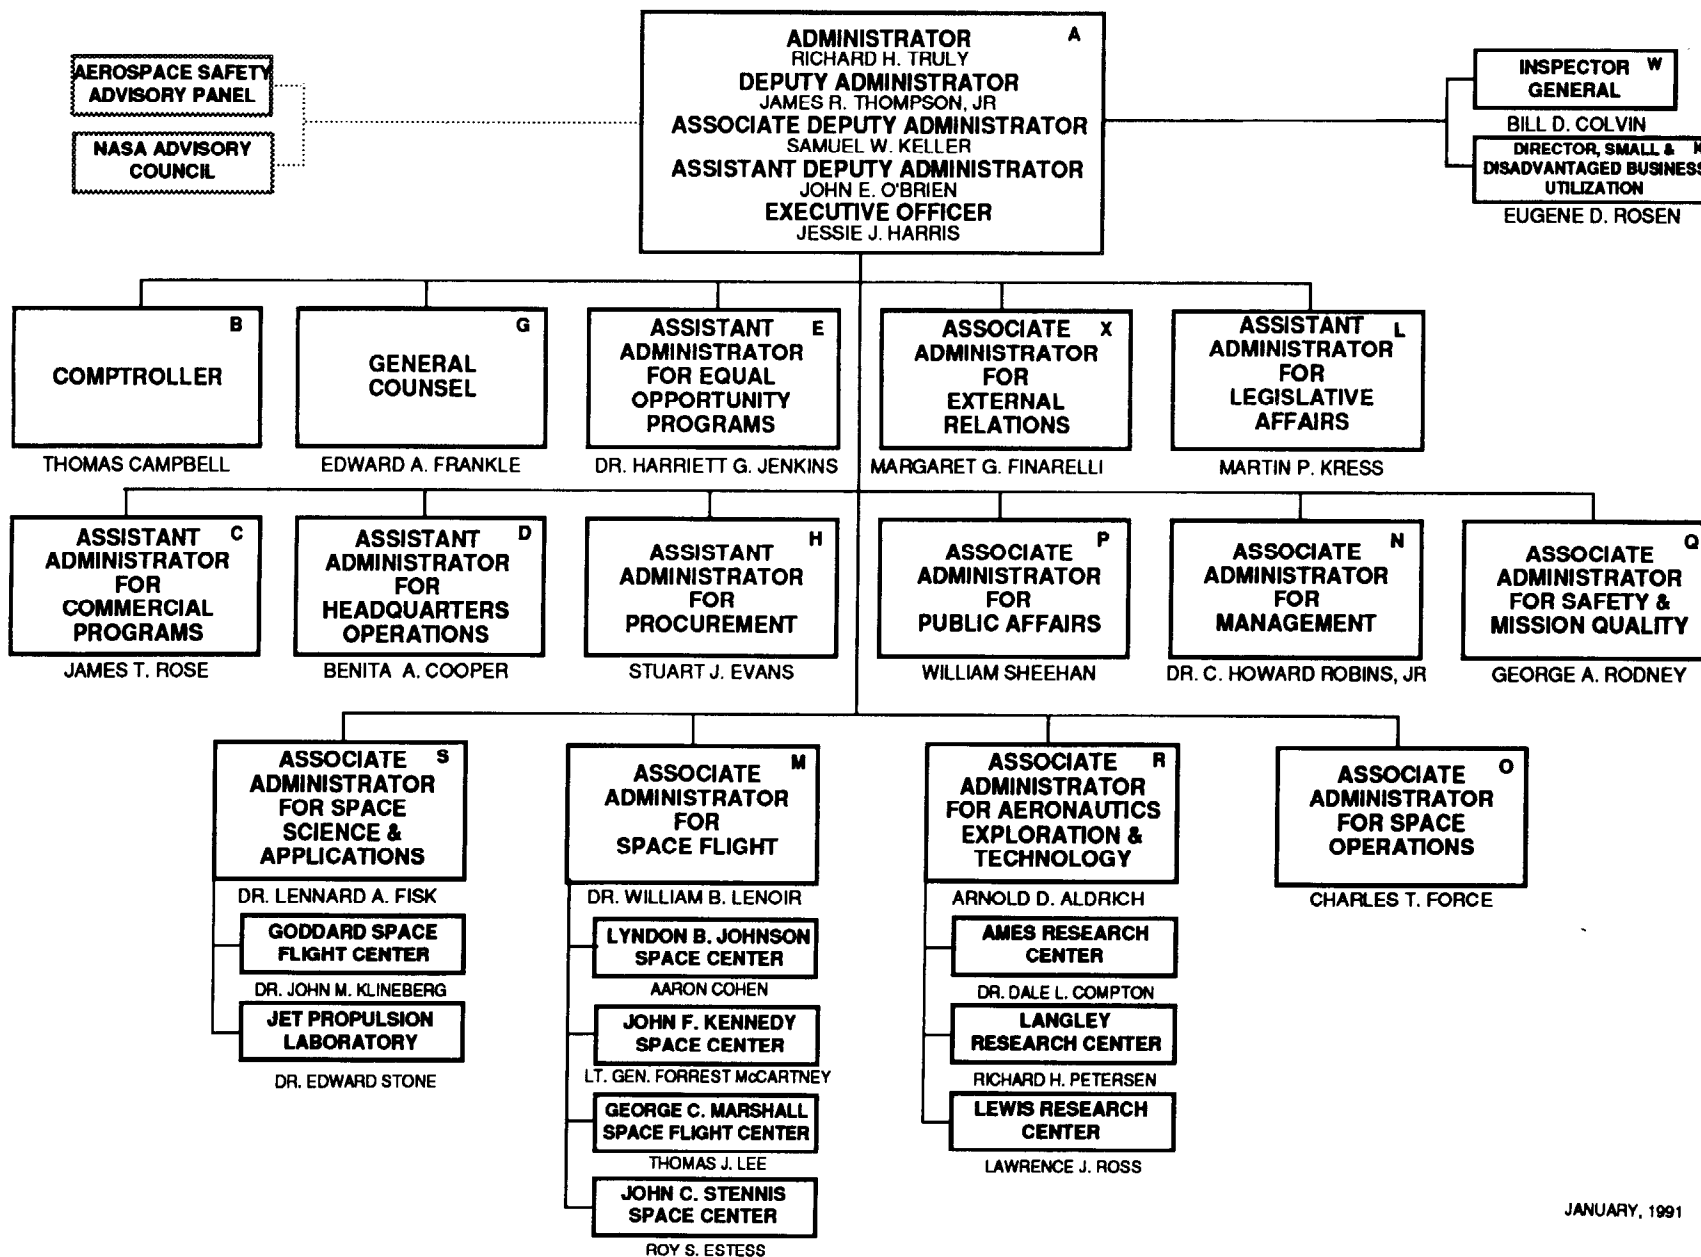 ADMINISTRATOR A
RICHARD H. TRULY
DEPUTY ADMINISTRATOR
JAMES R. THOMPSON, JR
ASSOCIATE DEPUTY ADMINISTRATOR
SAMUEL W. KELLER
ASSISTANT DEPUTY ADMINISTRATOR
JOHN E. O'BRIEN
EXECUTIVE OFFICER
JESSIE J. HARRIS
AEROSPACE SAFETY
ADVISORY PANEL
NASA ADVISORY
COUNCIL
INSPECTOR W
GENERAL
BILL D. COLVIN
DIRECTOR, SMALL &
DISADVANTAGED BUSINESS
UTILIZATION
EUGENE D. ROSEN
B
COMPTROLLER
THOMAS CAMPBELL
G
GENERAL
COUNSEL
EDWARD A. FRANKLE
ASSISTANT E
ADMINISTRATOR
FOR EQUAL
OPPORTUNITY
PROGRAMS
DR. HARRIETT G. JENKINS
ASSOCIATE X
ADMINISTRATOR
FOR
EXTERNAL
RELATIONS
MARGARET G. FINARELLI
ASSISTANT L
ADMINISTRATOR
FOR
LEGISLATIVE
AFFAIRS
MARTIN P. KRESS
ASSISTANT C
ADMINISTRATOR
FOR
COMMERCIAL
PROGRAMS
JAMES T. ROSE
ASSISTANT D
ADMINISTRATOR
FOR
HEADQUARTERS
OPERATIONS
BENITA A. COOPER
H
ASSISTANT
ADMINISTRATOR
FOR
PROCUREMENT
STUART J. EVANS
P
ASSOCIATE
ADMINISTRATOR
FOR
PUBLIC AFFAIRS
WILLIAM SHEEHAN
N
ASSOCIATE
ADMINISTRATOR
FOR
MANAGEMENT
DR. C. HOWARD ROBINS, JR
Q
ASSOCIATE
ADMINISTRATOR
FOR SAFETY &
MISSION QUALITY
GEORGE A. RODNEY
ASSOCIATE S
ADMINISTRATOR
FOR SPACE
SCIENCE &
APPLICATIONS
DR. LENNARD A. FISK
GODDARD SPACE
FLIGHT CENTER
DR. JOHN M. KLINEBERG
JET PROPULSION
LABORATORY
DR. EDWARD STONE
M
ASSOCIATE
ADMINISTRATOR
FOR
SPACE FLIGHT
DR. WILLIAM B. LENOIR
LYNDON B. JOHNSON
SPACE CENTER
AARON COHEN
JOHN F. KENNEDY
SPACE CENTER
LT. GEN. FORREST McCARTNEY
GEORGE C. MARSHALL
SPACE FLIGHT CENTER
THOMAS J. LEE
JOHN C. STENNIS
SPACE CENTER
ROY S. ESTESS
ASSOCIATE R
ADMINISTRATOR
FOR AERONAUTICS
EXPLORATION &
TECHNOLOGY
ARNOLD D. ALDRICH
AMES RESEARCH
CENTER
DR. DALE L. COMPTON
LANGLEY
RESEARCH CENTER
RICHARD H. PETERSEN
LEWIS RESEARCH
CENTER
LAWRENCE J. ROSS
O
ASSOCIATE
ADMINISTRATOR
FOR SPACE
OPERATIONS
CHARLES T. FORCE
JANUARY, 1991